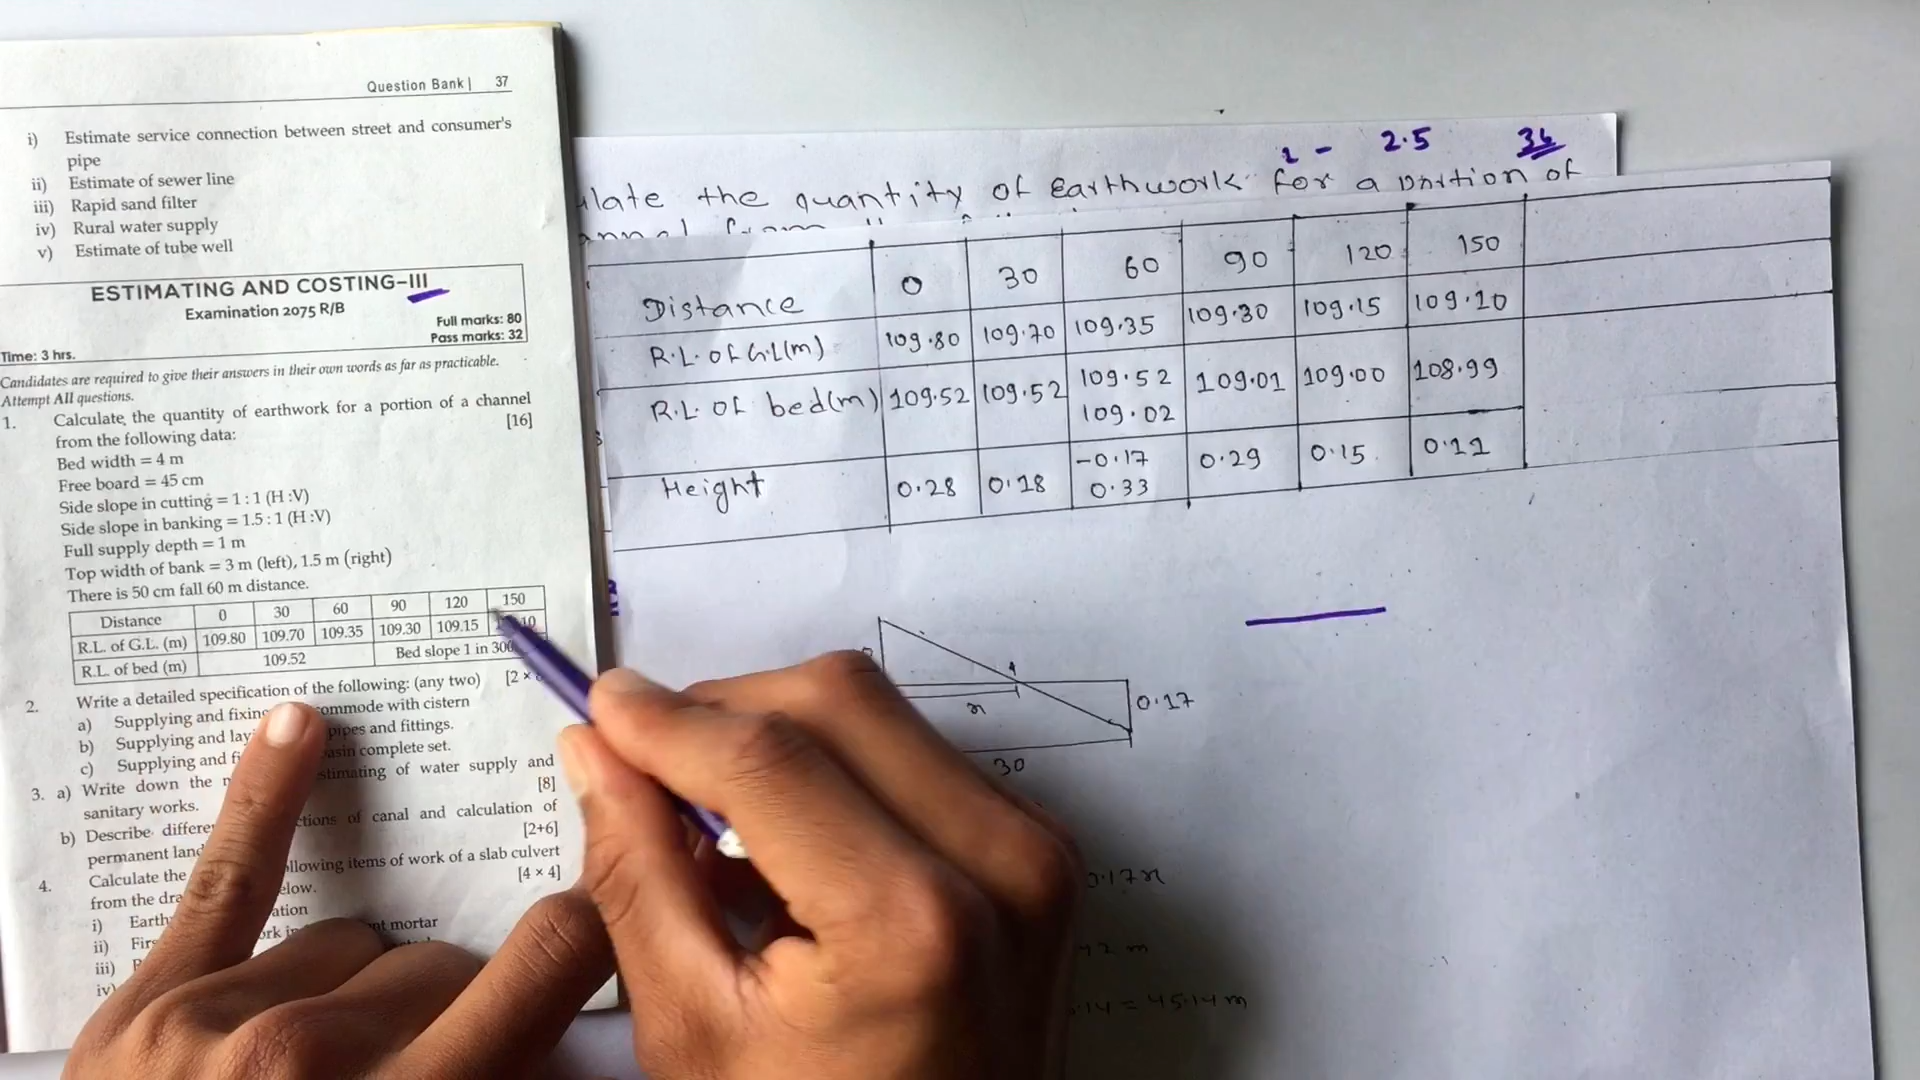 Question Bank | 37
i) Estimate service connection between street and consumer's
pipe
ii) Estimate of sewer line
iii) Rapid sand filter
iv) Rural water supply
v) Estimate of tube well
ESTIMATING AND COSTING–III
Examination 2075 R/B
Full marks: 80
Pass marks: 32
Time: 3 hrs.
Candidates are required to give their answers in their own words as far as practicable.
Attempt All questions.
1. Calculate, the quantity of earthwork for a portion of a channel
from the following data: [16]
Bed width = 4 m
Free board = 45 cm
Side slope in cutting = 1 : 1 (H :V)
Side slope in banking = 1.5 : 1 (H :V)
Full supply depth = 1 m
Top width of bank = 3 m (left), 1.5 m (right)
There is 50 cm fall 60 m distance.
Distance 0 30 60 90 120 150
R.L. of G.L. (m) 109.80 109.70 109.35 109.30 109.15
R.L. of bed (m) 109.52 Bed slope 1 in 300
2. Write a detailed specification of the following: (any two) [2 ×
a) Supplying and fixing commode with cistern
b) Supplying and pipes and fittings.
c) Supplying and complete set.
3. a) Write down the of water supply and
sanitary works. [8]
b) Describe of canal and calculation of
permanent [2+6]
4. Calculate the items of work of a slab culvert
from the [4 × 4]
i)
ii)
iii)
iv)
mortar
1 - 2.5 36
the quantity of Earthwork for a portion of
Distance 0 30 60 90 120 150
R.L. of G.L(m) 109.80 109.70 109.35 109.30 109.15 109.10
R.L. of bed(m) 109.52 109.52 109.52 109.01 109.00 108.99
109.02
Height 0.28 0.18 -0.17 0.29 0.15 0.11
0.33
0.17
x
30
0.17x
= 45.14 m